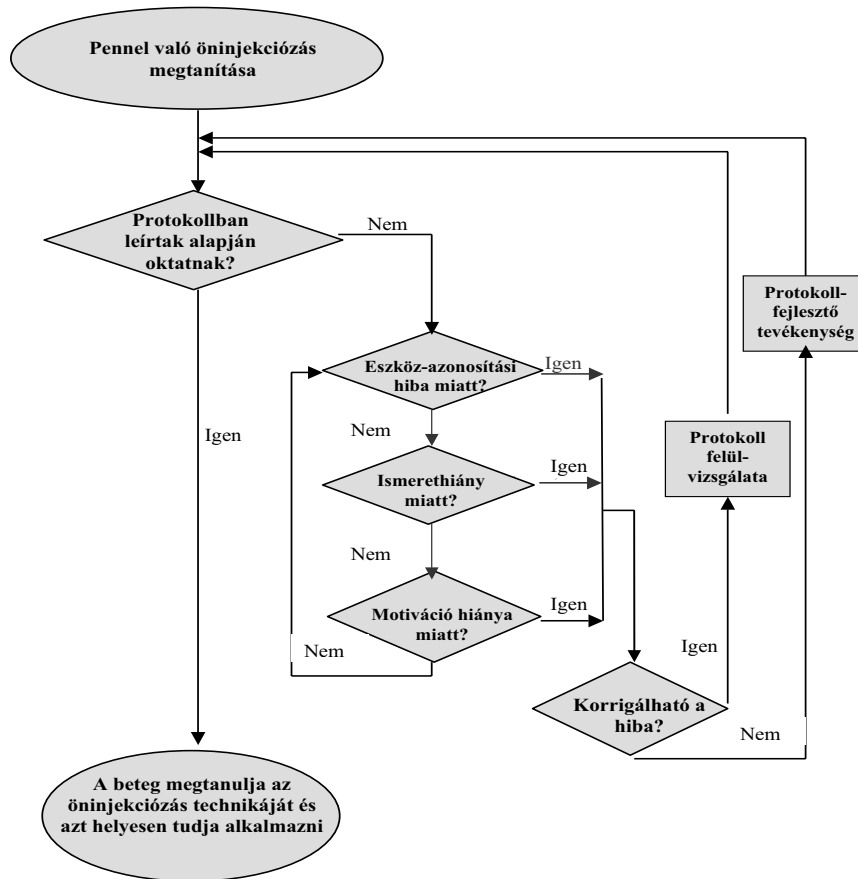 Pennel való öninjekciózás
megtanítása
Protokollban
leírtak alapján
oktatnak?
Nem
Igen
Eszköz-azonosítási
hiba miatt?
Igen
Nem
Ismerethiány
miatt?
Igen
Nem
Motiváció hiánya
miatt?
Igen
Nem
Korrigálható a
hiba?
Igen
Nem
Protokoll
felül-
vizsgálata
Protokoll-
fejlesztő
tevékenység
A beteg megtanulja az
öninjekciózás technikáját és
azt helyesen tudja alkalmazni